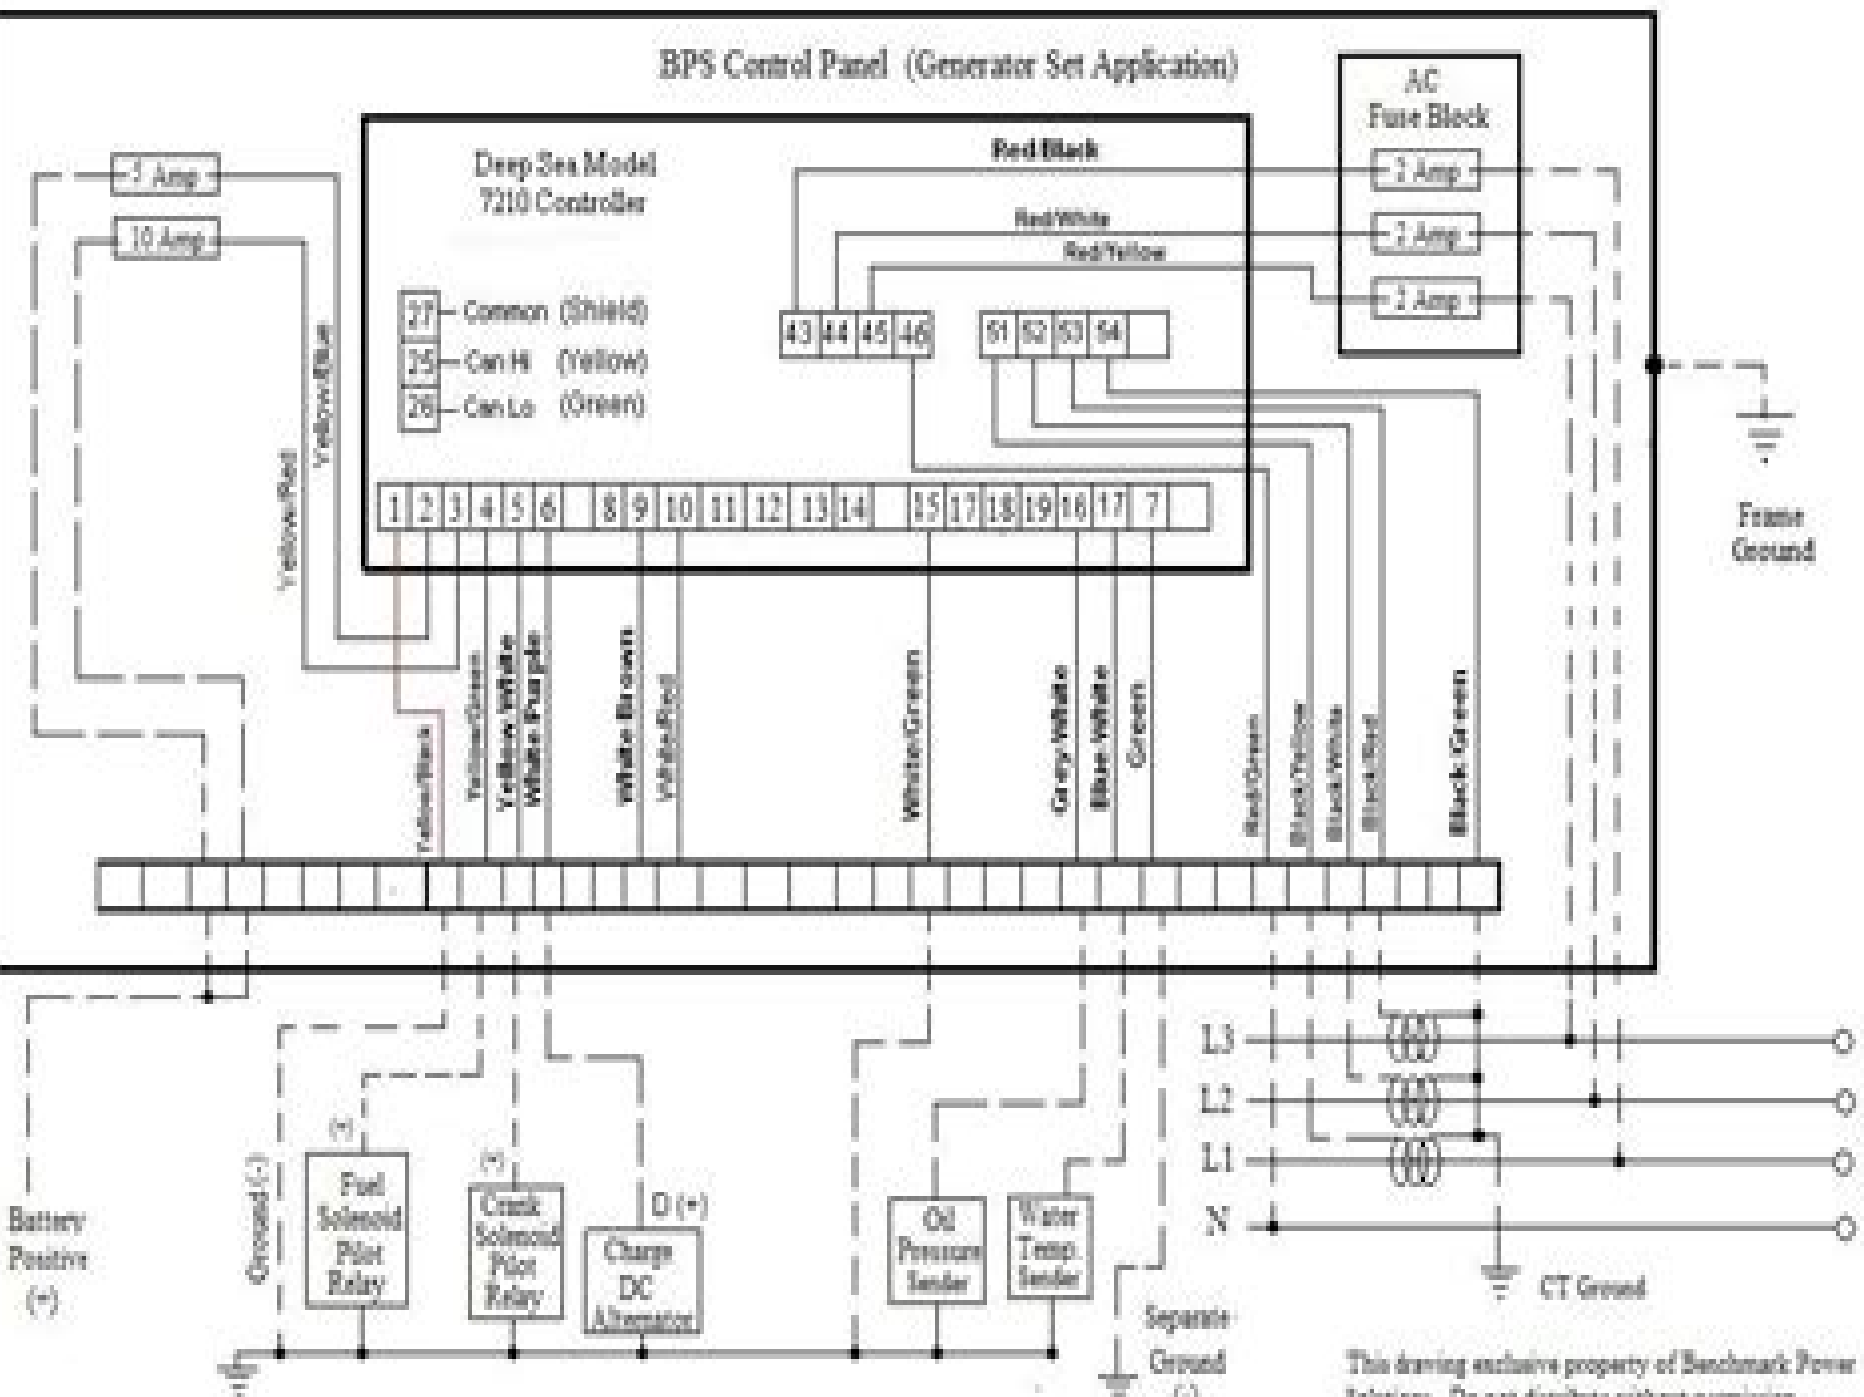 BPS Control Panel (Generator Set Application)
AC
Fuse Block
2 Amp
2 Amp
2 Amp
5 Amp
10 Amp
Deep Sea Model
7210 Controller
Red/Black
Red/White
Red/Yellow
27 Common (Shield)
25 Can Hi (Yellow)
26 Can Lo (Green)
43 44 45 46
51 52 53 54
Yellow/Red
Yellow/Blue
1 2 3 4 5 6 8 9 10 11 12 13 14 15 17 18 19 16 17 7
Frame
Ground
Yellow/Black
Yellow/Green
Yellow/White
White/Purple
White/Brown
White/Red
White/Green
Grey/White
Blue/White
Green
Red/Green
Black/Yellow
Black/White
Black/Red
Black/Green
L3
L2
L1
N
Battery
Positive
(+)
Ground (-)
(+)
Fuel
Solenoid
Pilot
Relay
(+)
Crank
Solenoid
Pilot
Relay
D (+)
Charge
DC
Alternator
Oil
Pressure
Sender
Water
Temp.
Sender
Separate
Ground
(-)
CT Ground
This drawing exclusive property of Benchmark Power